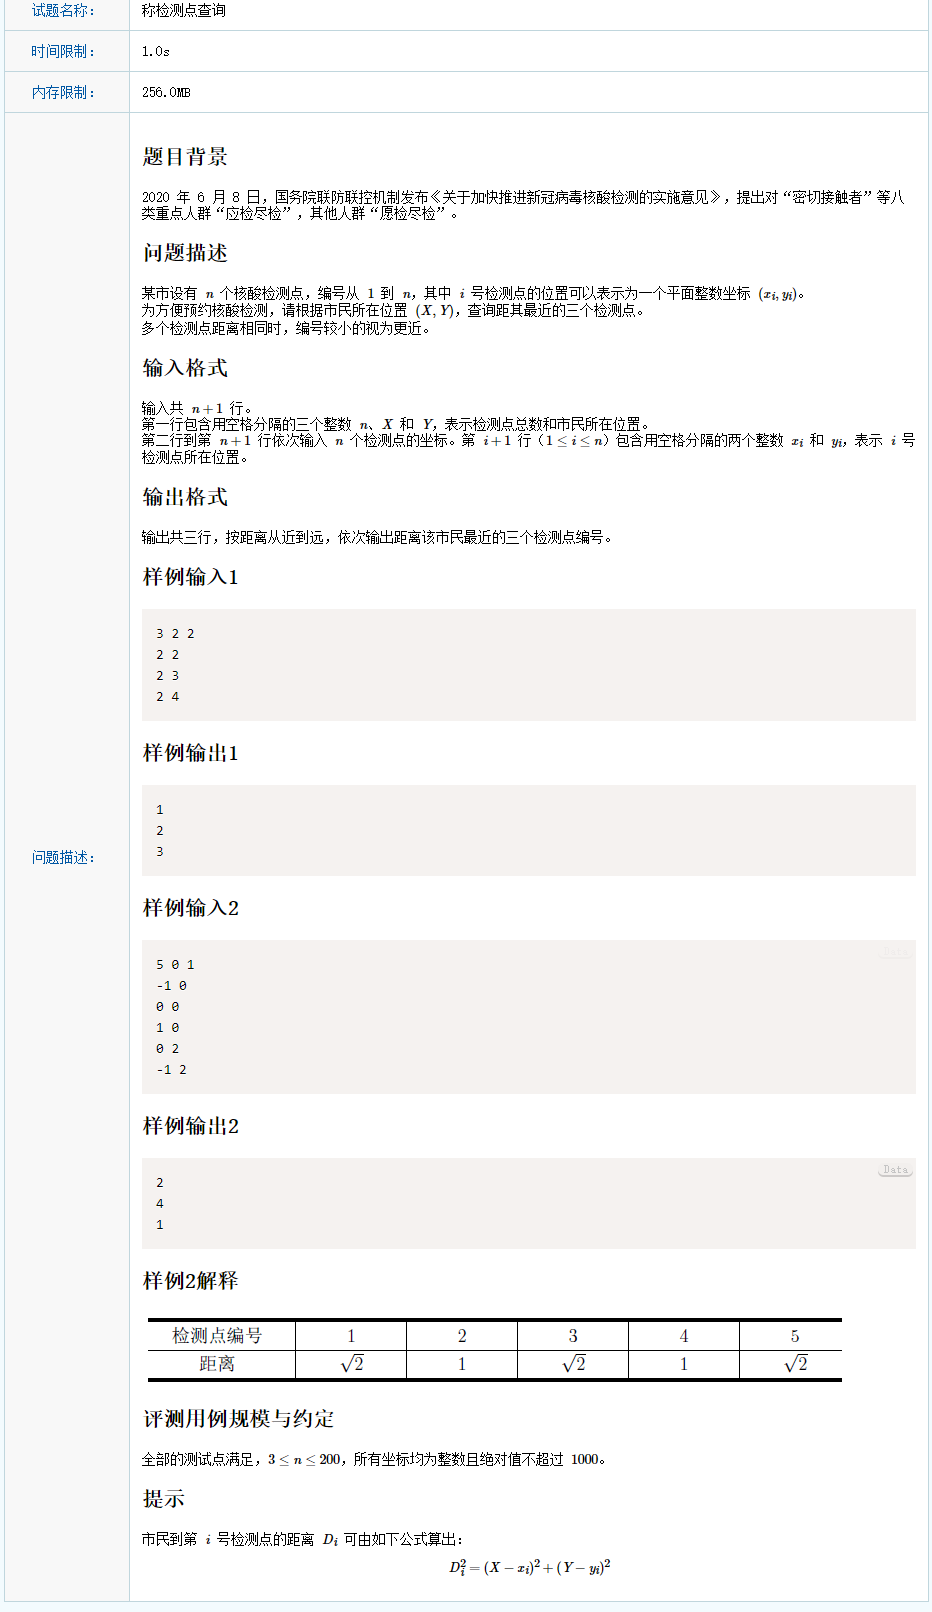 试题名称： 称检测点查询
时间限制： 1.0s
内存限制： 256.0MB
问题描述：
题目背景
2020 年 6 月 8 日，国务院联防联控机制发布《关于加快推进新冠病毒核酸检测的实施意见》，提出对“密切接触者”等八
类重点人群“应检尽检”，其他人群“愿检尽检”。
问题描述
某市设有 n 个核酸检测点，编号从 1 到 n，其中 i 号检测点的位置可以表示为一个平面整数坐标 (x_i, y_i)。
为方便预约核酸检测，请根据市民所在位置 (X, Y)，查询距其最近的三个检测点。
多个检测点距离相同时，编号较小的视为更近。
输入格式
输入共 n + 1 行。
第一行包含用空格分隔的三个整数 n、X 和 Y，表示检测点总数和市民所在位置。
第二行到第 n + 1 行依次输入 n 个检测点的坐标。第 i + 1 行（1 ≤ i ≤ n）包含用空格分隔的两个整数 x_i 和 y_i，表示 i 号
检测点所在位置。
输出格式
输出共三行，按距离从近到远，依次输出距离该市民最近的三个检测点编号。
样例输入1
3 2 2
2 2
2 3
2 4
样例输出1
1
2
3
样例输入2
Data
5 0 1
-1 0
0 0
1 0
0 2
-1 2
样例输出2
Data
2
4
1
样例2解释
检测点编号 1 2 3 4 5
距离 √2 1 √2 1 √2
评测用例规模与约定
全部的测试点满足，3 ≤ n ≤ 200，所有坐标均为整数且绝对值不超过 1000。
提示
市民到第 i 号检测点的距离 D_i 可由如下公式算出：
D_i^2 = (X − x_i)^2 + (Y − y_i)^2